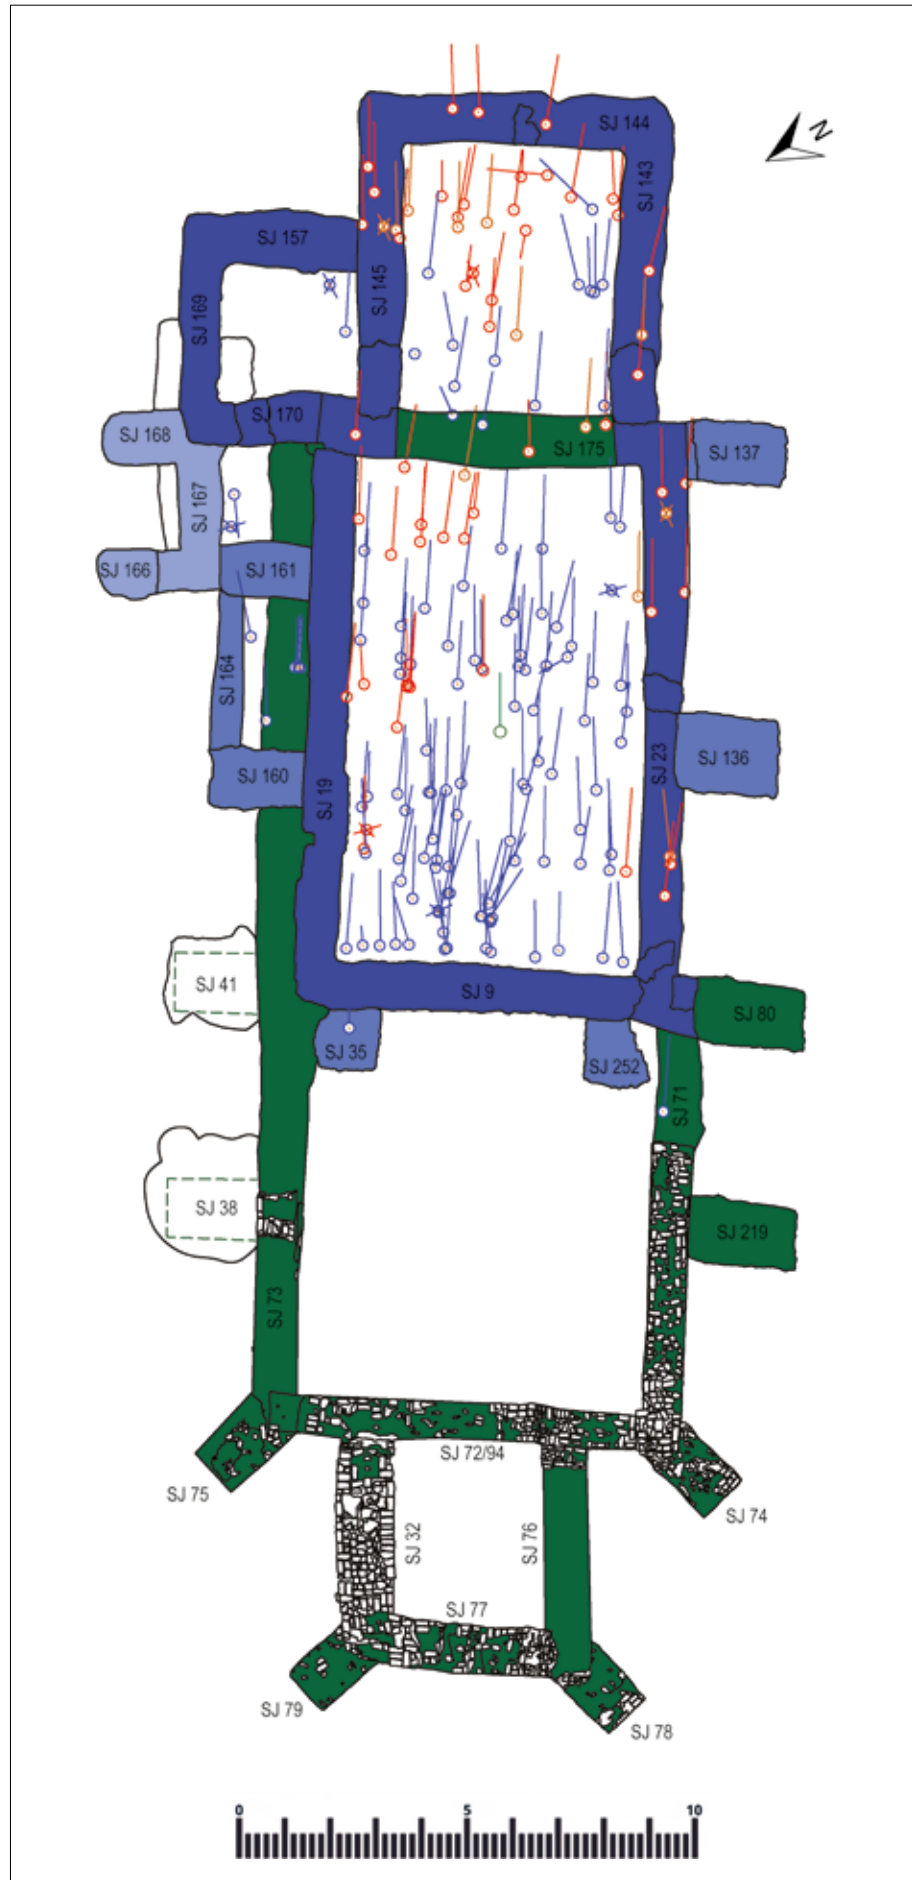 SJ 144
N
SJ 143
SJ 157
SJ 145
SJ 169
SJ 170
SJ 168
SJ 175
SJ 137
SJ 167
SJ 166
SJ 161
SJ 164
SJ 160
SJ 19
SJ 23
SJ 136
SJ 41
SJ 9
SJ 80
SJ 35
SJ 252
SJ 71
SJ 38
SJ 219
SJ 73
SJ 72/94
SJ 75
SJ 74
SJ 32
SJ 76
SJ 77
SJ 79
SJ 78
0 5 10